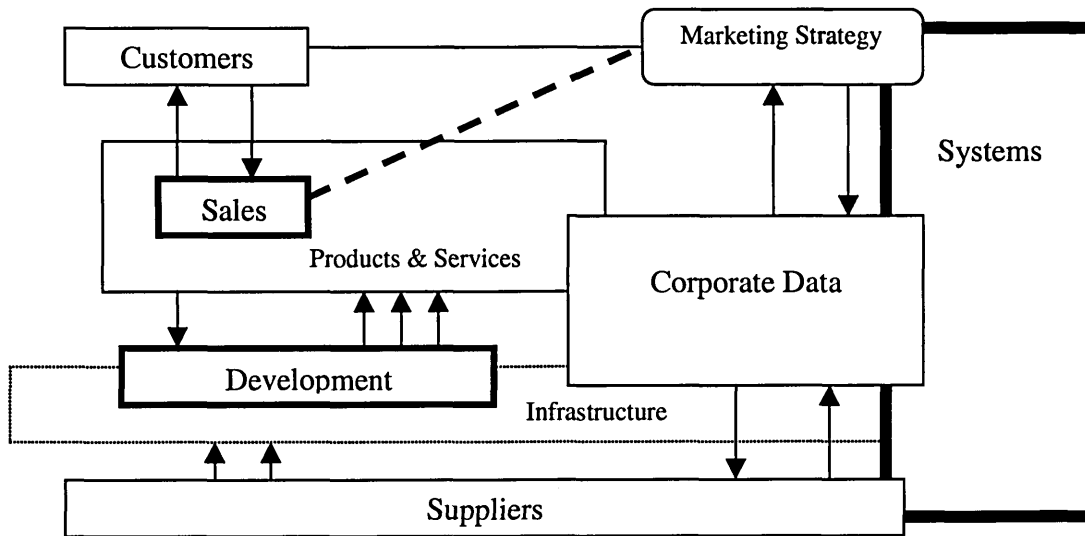 Marketing Strategy
Customers
Systems
Sales
Products & Services
Corporate Data
Development
Infrastructure
Suppliers